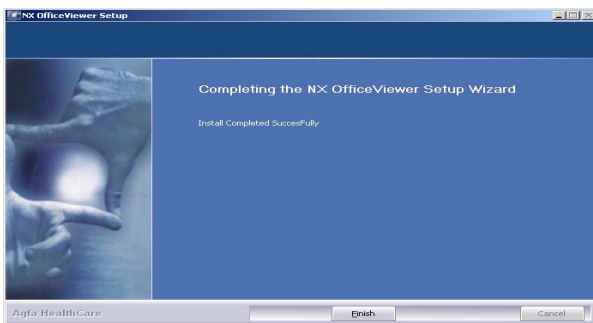 NX OfficeViewer Setup
Completing the NX OfficeViewer Setup Wizard
Install Completed SuccesFully
Agfa HealthCare
Finish
Cancel